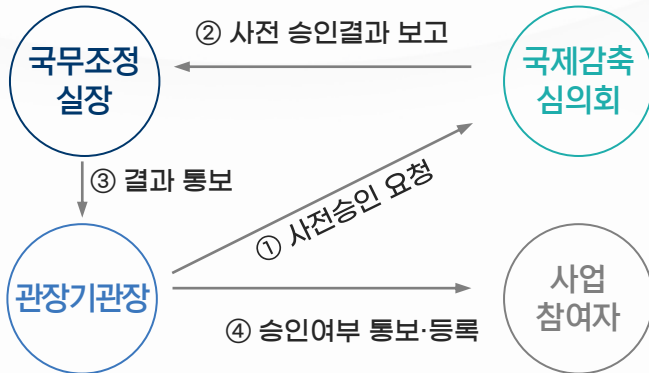 ② 사전 승인결과 보고
국무조정
실장
국제감축
심의회
③ 결과 통보
① 사전승인 요청
관장기관장
사업
참여자
④ 승인여부 통보·등록